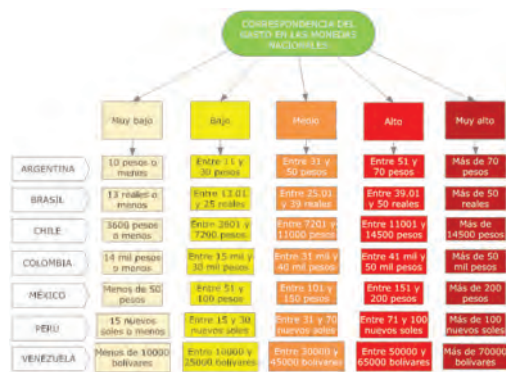 CORRESPONDENCIA DEL
GASTO EN LAS MONEDAS
NACIONALES
Muy bajo
Bajo
Medio
Alto
Muy alto
ARGENTINA
10 pesos o
menos
Entre 11 y
30 pesos
Entre 31 y
50 pesos
Entre 51 y
70 pesos
Más de 70
pesos
BRASIL
13 reales o
menos
Entre 13.01
y 25 reales
Entre 25.01
y 39 reales
Entre 39.01
y 50 reales
Más de 50
reales
CHILE
3600 pesos
o menos
Entre 3601 y
7200 pesos
Entre 7201 y
11000 pesos
Entre 11001 y
14500 pesos
Más de
14500 pesos
COLOMBIA
14 mil pesos
o menos
Entre 15 mil y
30 mil pesos
Entre 31 mil y
40 mil pesos
Entre 41 mil y
50 mil pesos
Más de 50
mil pesos
MÉXICO
Menos de 50
pesos
Entre 51 y
100 pesos
Entre 101 y
150 pesos
Entre 151 y
200 pesos
Más de 200
pesos
PERU
15 nuevos
soles o menos
Entre 15 y 30
nuevos soles
Entre 31 y 70
nuevos soles
Entre 71 y 100
nuevos soles
Más de 100
nuevos soles
VENEZUELA
Menos de 10000
bolívares
Entre 10000 y
25000 bolívares
Entre 30000 y
45000 bolívares
Entre 50000 y
65000 bolívares
Más de 70000
bolívares